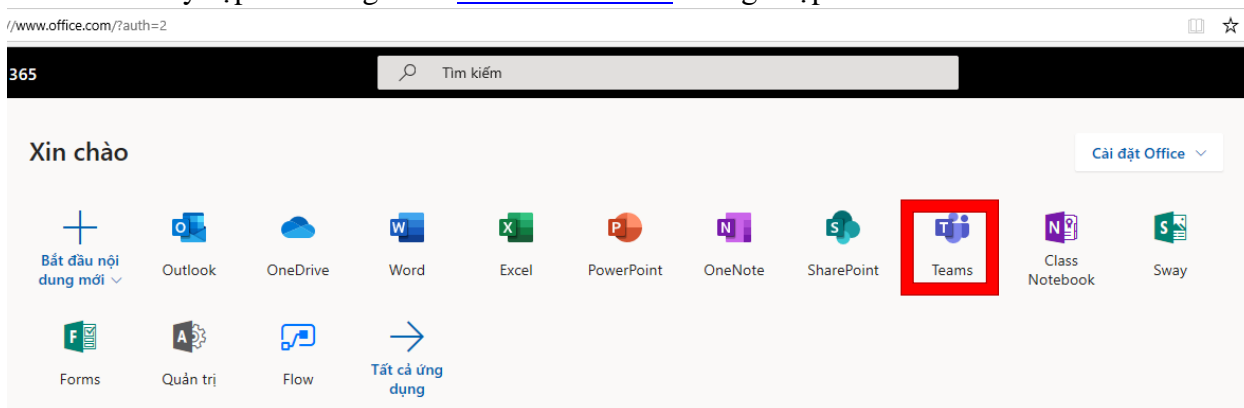 //www.office.com/?auth=2
365
Tìm kiếm
Xin chào
Cài đặt Office
Bắt đầu nội
dung mới
Outlook
OneDrive
Word
Excel
PowerPoint
OneNote
SharePoint
Teams
Class
Notebook
Sway
Forms
Quản trị
Flow
Tất cả ứng
dụng